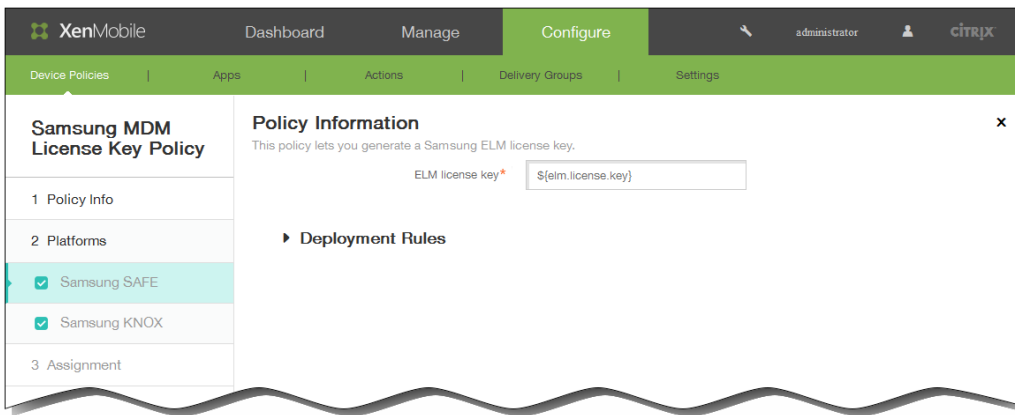 XenMobile Dashboard Manage Configure administrator CITRIX
Device Policies | Apps | Actions | Delivery Groups | Settings
Samsung MDM
License Key Policy
1 Policy Info
2 Platforms
Samsung SAFE
Samsung KNOX
3 Assignment
Policy Information
This policy lets you generate a Samsung ELM license key.
ELM license key* ${elm.license.key}
Deployment Rules